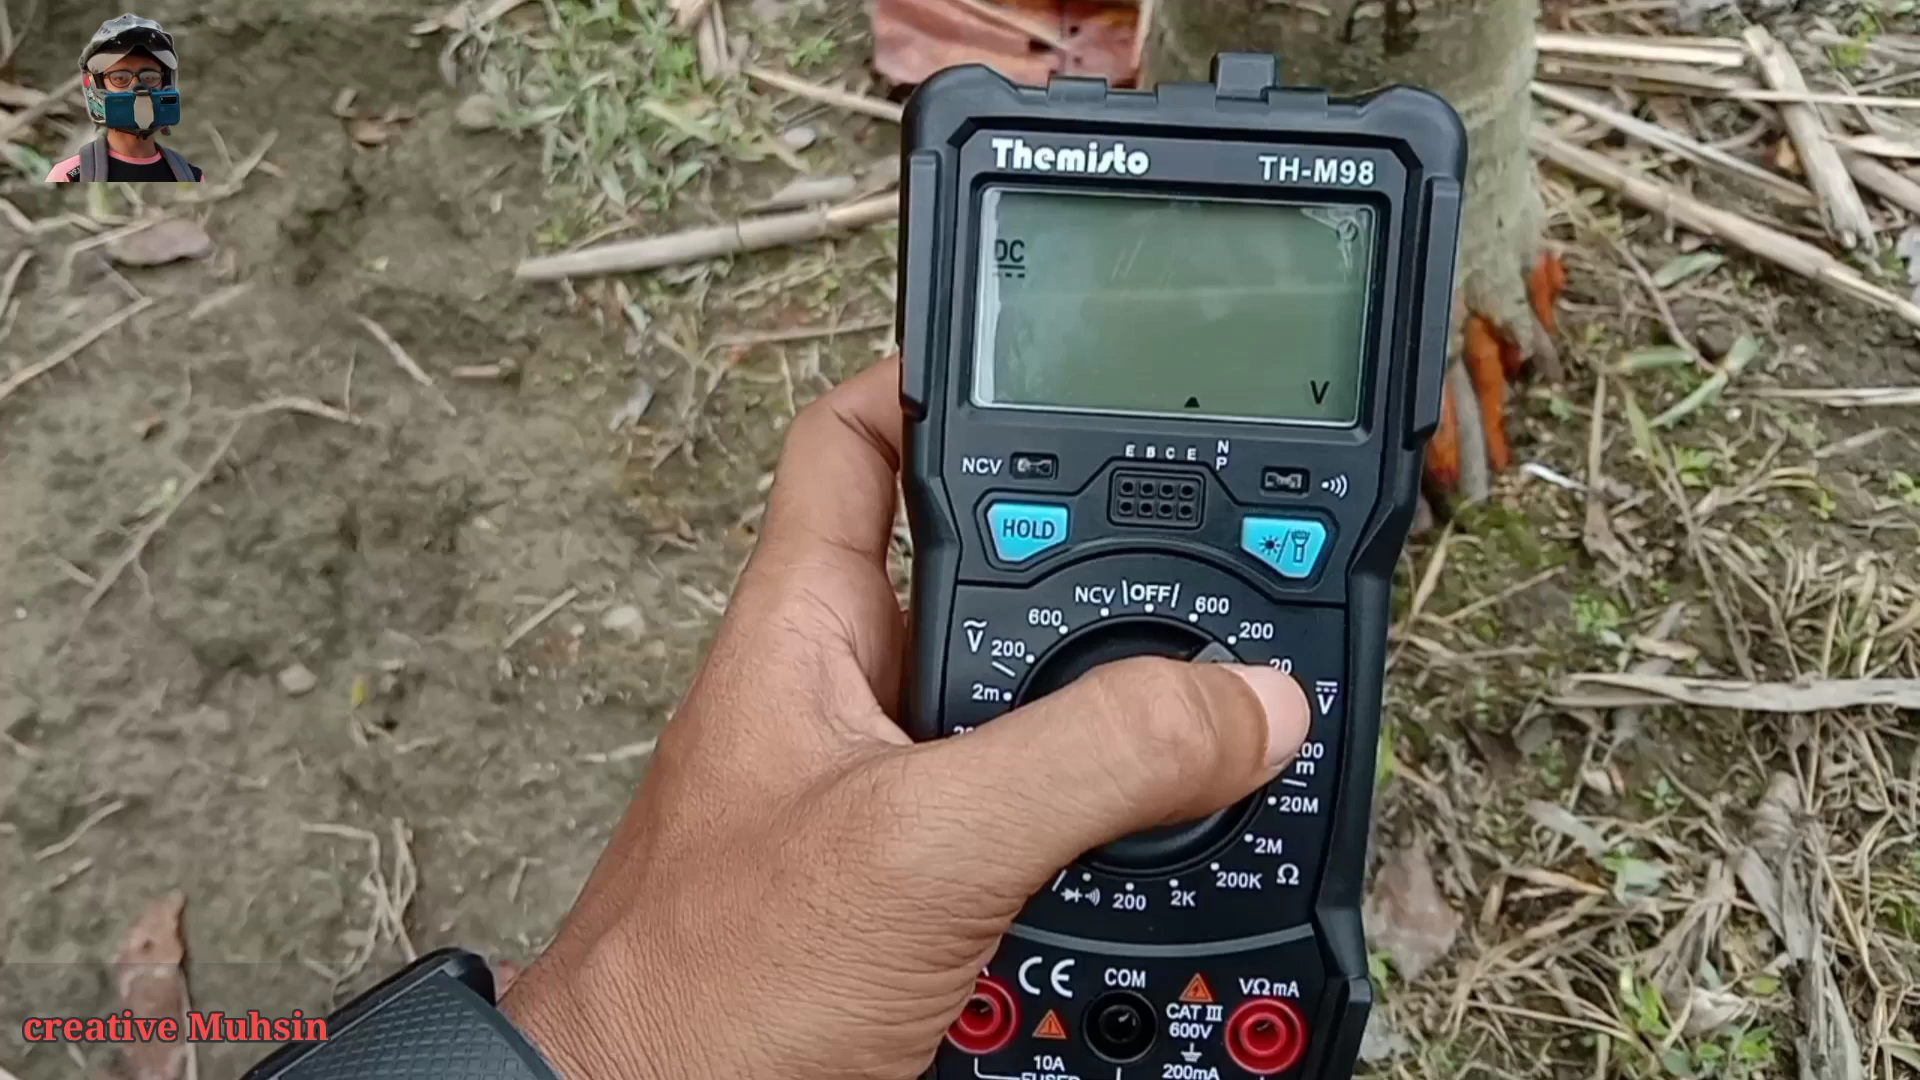 Themisto
TH-M98
DC
V
E B C E
N
P
NCV
HOLD
NCV \OFF/ 600
600
200
V 200
20
2m
V
m
20M
2M
200K Ω
200 2K
CE COM VΩmA
CAT III
600V
10A
FUSED
200mA
creative Muhsin